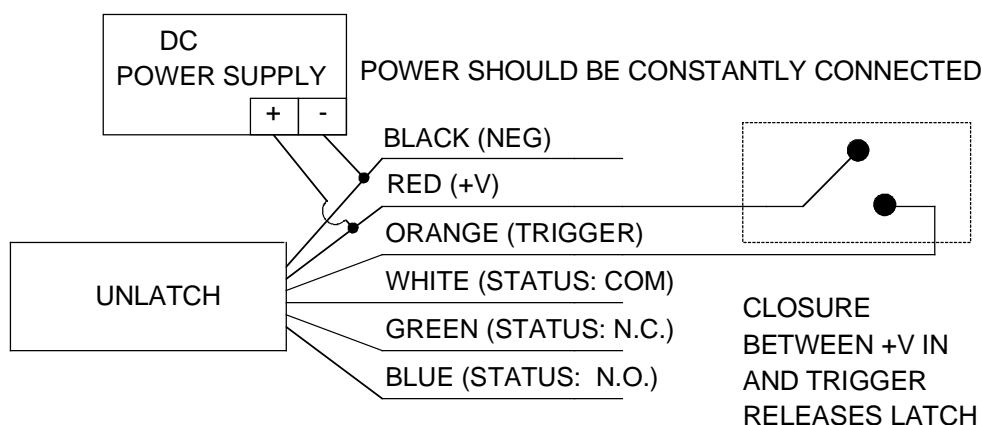 DC
POWER SUPPLY
+ -
POWER SHOULD BE CONSTANTLY CONNECTED
BLACK (NEG)
RED (+V)
ORANGE (TRIGGER)
WHITE (STATUS: COM)
GREEN (STATUS: N.C.)
BLUE (STATUS: N.O.)
UNLATCH
CLOSURE
BETWEEN +V IN
AND TRIGGER
RELEASES LATCH